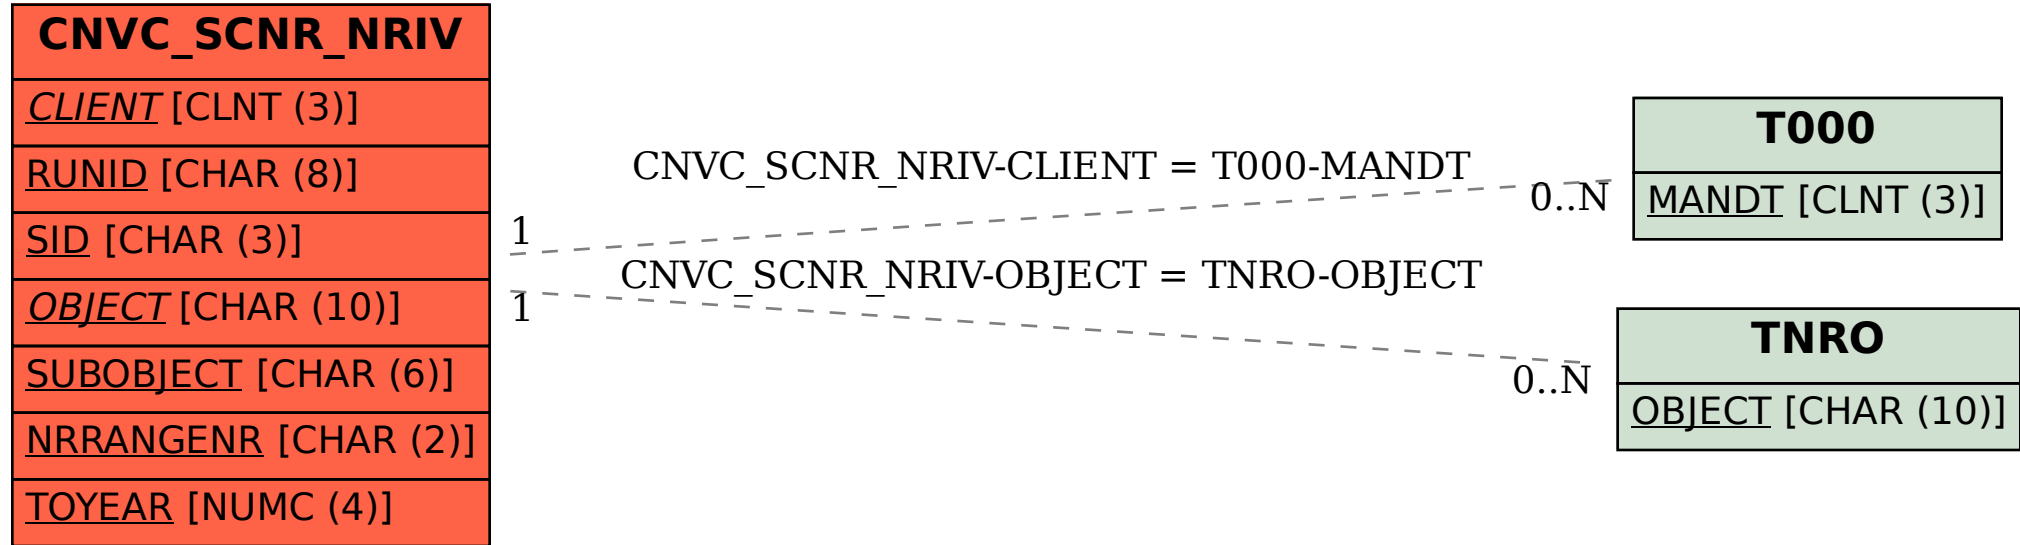 CNVC_SCNR_NRIV
CLIENT [CLNT (3)]
RUNID [CHAR (8)]
SID [CHAR (3)]
OBJECT [CHAR (10)]
SUBOBJECT [CHAR (6)]
NRRANGENR [CHAR (2)]
TOYEAR [NUMC (4)]
CNVC_SCNR_NRIV-CLIENT = T000-MANDT
1
0..N
CNVC_SCNR_NRIV-OBJECT = TNRO-OBJECT
1
0..N
T000
MANDT [CLNT (3)]
TNRO
OBJECT [CHAR (10)]